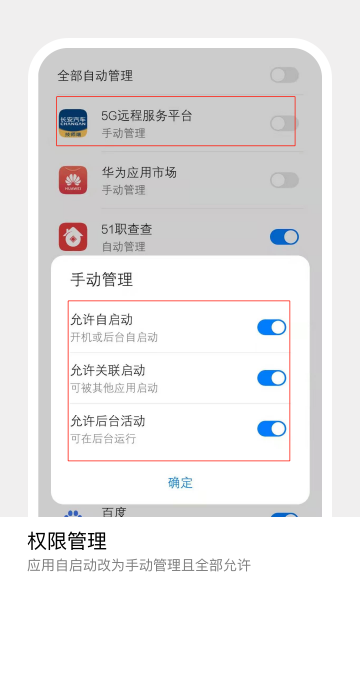 全部自动管理
长安汽车
CHANGAN
5G远程服务平台
手动管理
HUAWEI
华为应用市场
手动管理
51职查查
自动管理
手动管理
允许自启动
开机或后台自启动
允许关联启动
可被其他应用启动
允许后台活动
可在后台运行
确定
百度
权限管理
应用自启动改为手动管理且全部允许